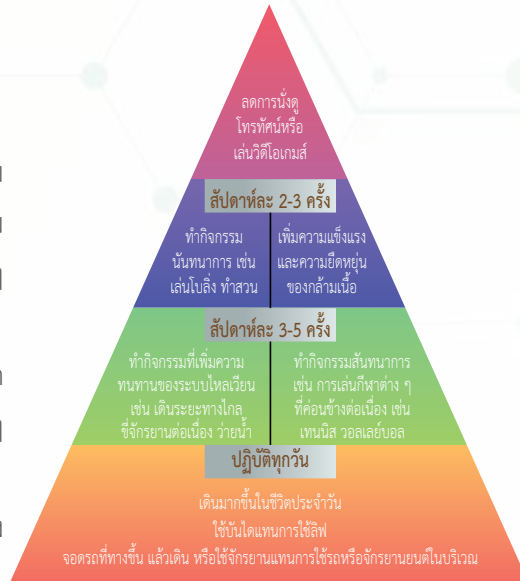 ลดการนั่งดู
โทรทัศน์หรือ
เล่นวิดีโอเกมส์
สัปดาห์ละ 2-3 ครั้ง
ทำกิจกรรม
นันทนาการ เช่น
เล่นโบลิ่ง ทำสวน
เพิ่มความแข็งแรง
และความยืดหยุ่น
ของกล้ามเนื้อ
สัปดาห์ละ 3-5 ครั้ง
ทำกิจกรรมที่เพิ่มความ
ทนทานของระบบไหลเวียน
เช่น เดินระยะทางไกล
ขี่จักรยานต่อเนื่อง ว่ายน้ำ
ทำกิจกรรมสันทนาการ
เช่น การเล่นกีฬาต่าง ๆ
ที่ค่อนข้างต่อเนื่อง เช่น
เทนนิส วอลเลย์บอล
ปฏิบัติทุกวัน
เดินมากขึ้นในชีวิตประจำวัน
ใช้บันไดแทนการใช้ลิฟ
จอดรถที่ทางขึ้น แล้วเดิน หรือใช้จักรยานแทนการใช้รถหรือจักรยานยนต์ในบริเวณ